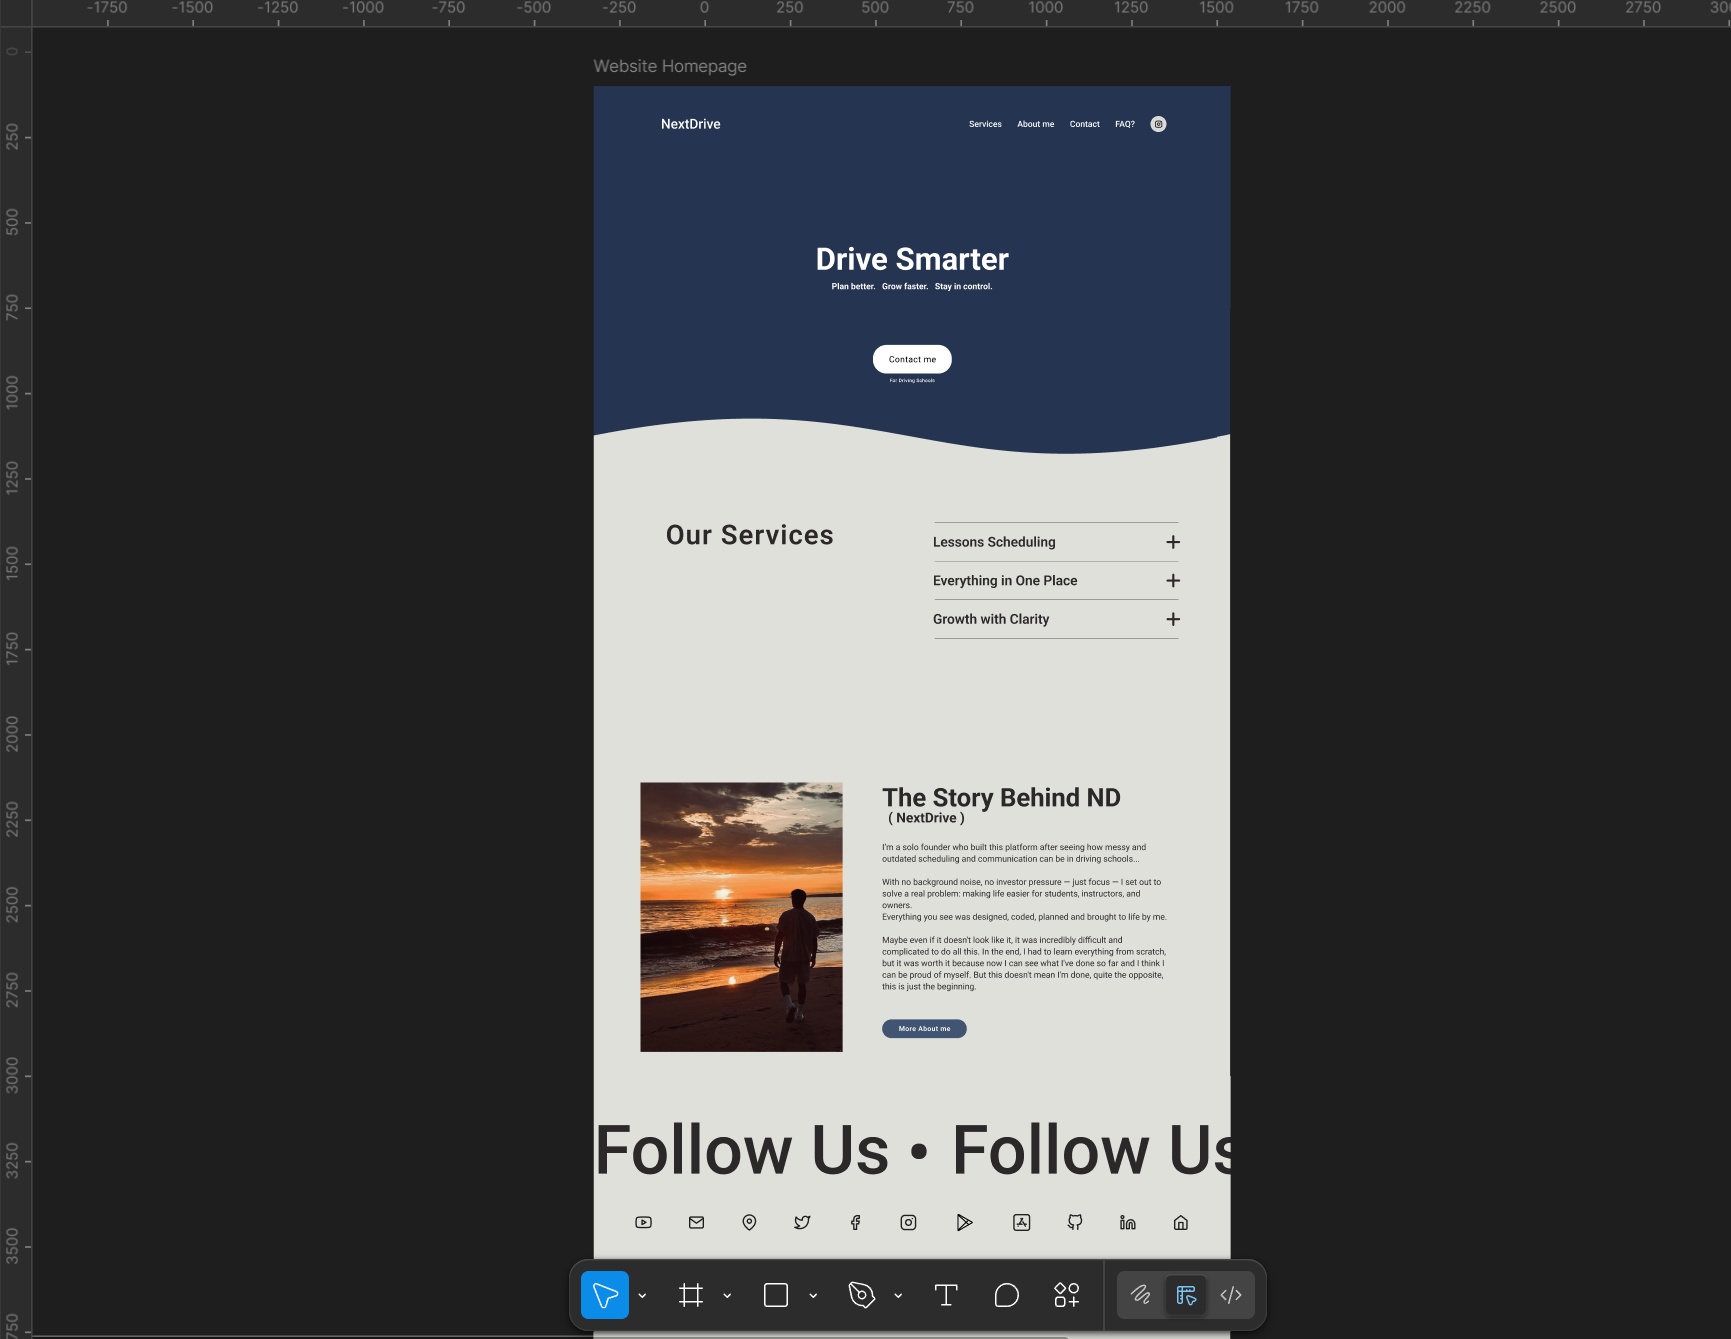 -1750 -1500 -1250 -1000 -750 -500 -250 0 250 500 750 1000 1250 1500 1750 2000 2250 2500 2750 300
0
250
500
750
1000
1250
1500
1750
2000
2250
2500
2750
3000
3250
3500
750
Website Homepage
NextDrive
Services About me Contact FAQ?
Drive Smarter
Plan better. Grow faster. Stay in control.
Contact me
For Driving Schools
Our Services
Lessons Scheduling
Everything in One Place
Growth with Clarity
The Story Behind ND
( NextDrive )
I'm a solo founder who built this platform after seeing how messy and
outdated scheduling and communication can be in driving schools...
With no background noise, no investor pressure — just focus — I set out to
solve a real problem: making life easier for students, instructors, and
owners.
Everything you see was designed, coded, planned and brought to life by me.
Maybe even if it doesn't look like it, it was incredibly difficult and
complicated to do all this. In the end, I had to learn everything from scratch,
but it was worth it because now I can see what I've done so far and I think I
can be proud of myself. But this doesn't mean I'm done, quite the opposite,
this is just the beginning.
More About me
Follow Us • Follow Us